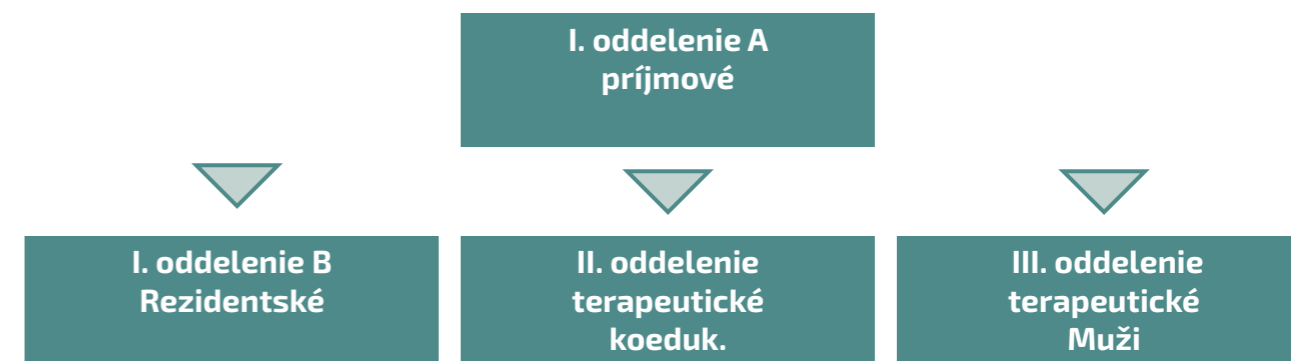 I. oddelenie A
príjmové
I. oddelenie B
Rezidentské
II. oddelenie
terapeutické
koeduk.
III. oddelenie
terapeutické
Muži